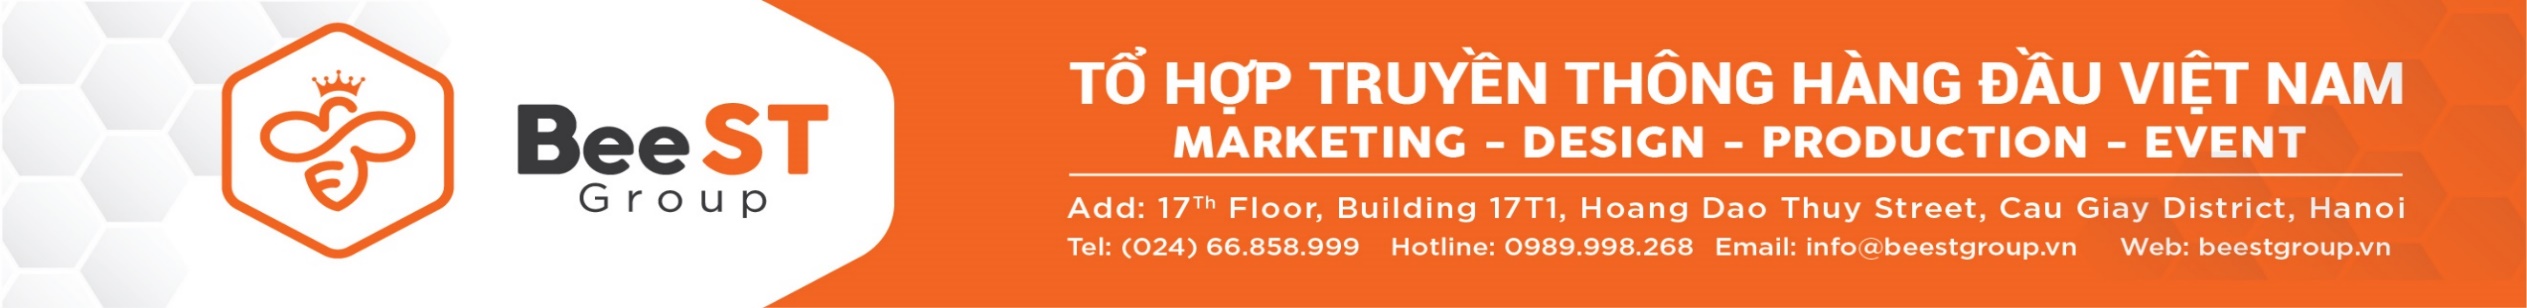 BeeST
Group
TỔ HỢP TRUYỀN THÔNG HÀNG ĐẦU VIỆT NAM
MARKETING - DESIGN - PRODUCTION - EVENT
Add: 17Th Floor, Building 17T1, Hoang Dao Thuy Street, Cau Giay District, Hanoi
Tel: (024) 66.858.999 Hotline: 0989.998.268 Email: info@beestgroup.vn Web: beestgroup.vn